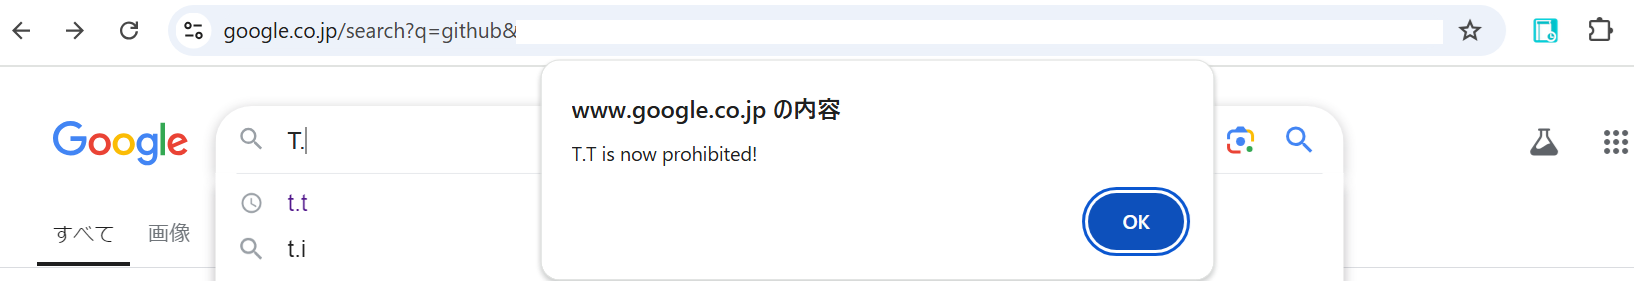 google.co.jp/search?q=github&
www.google.co.jp の内容
T.T is now prohibited!
OK
Google
T.
t.t
t.i
すべて 画像